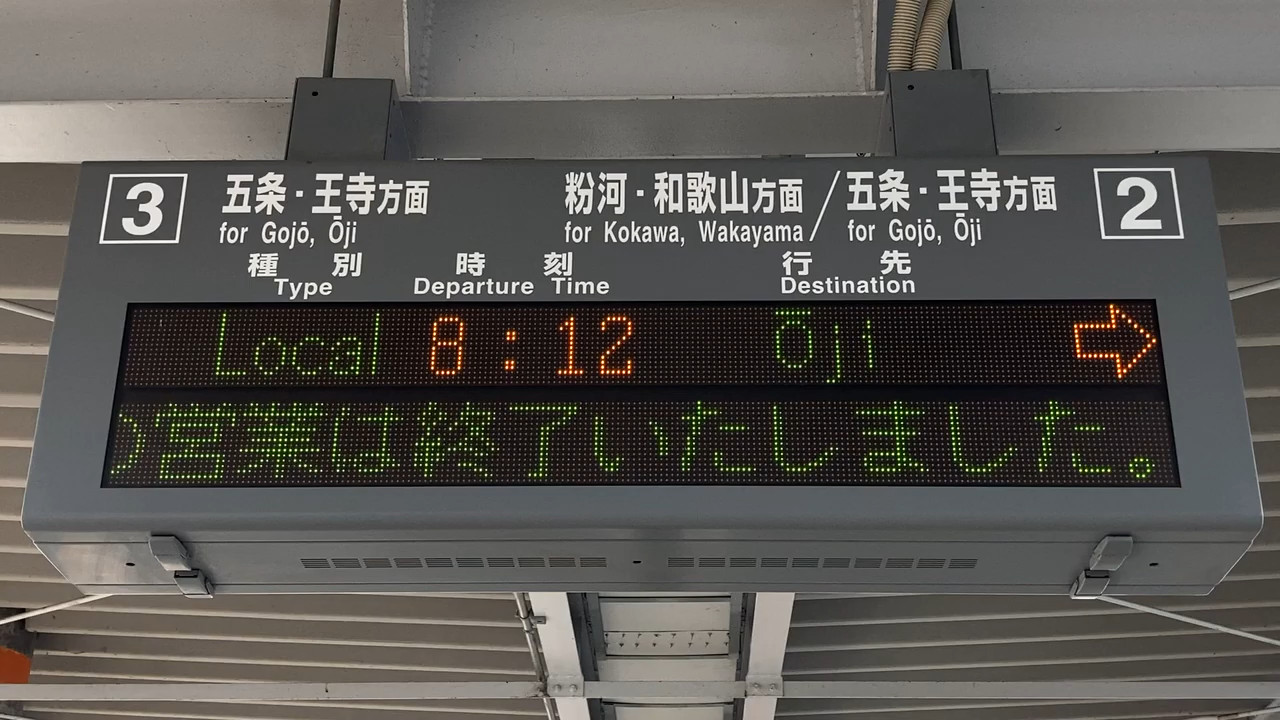 3 五条・王寺方面 粉河・和歌山方面/五条・王寺方面 2
for Gojō, Ōji for Kokawa, Wakayama/ for Gojō, Ōji
種別 時刻 行先
Type Departure Time Destination
Local 8:12 Ōji ⇨
営業は終了いたしました。